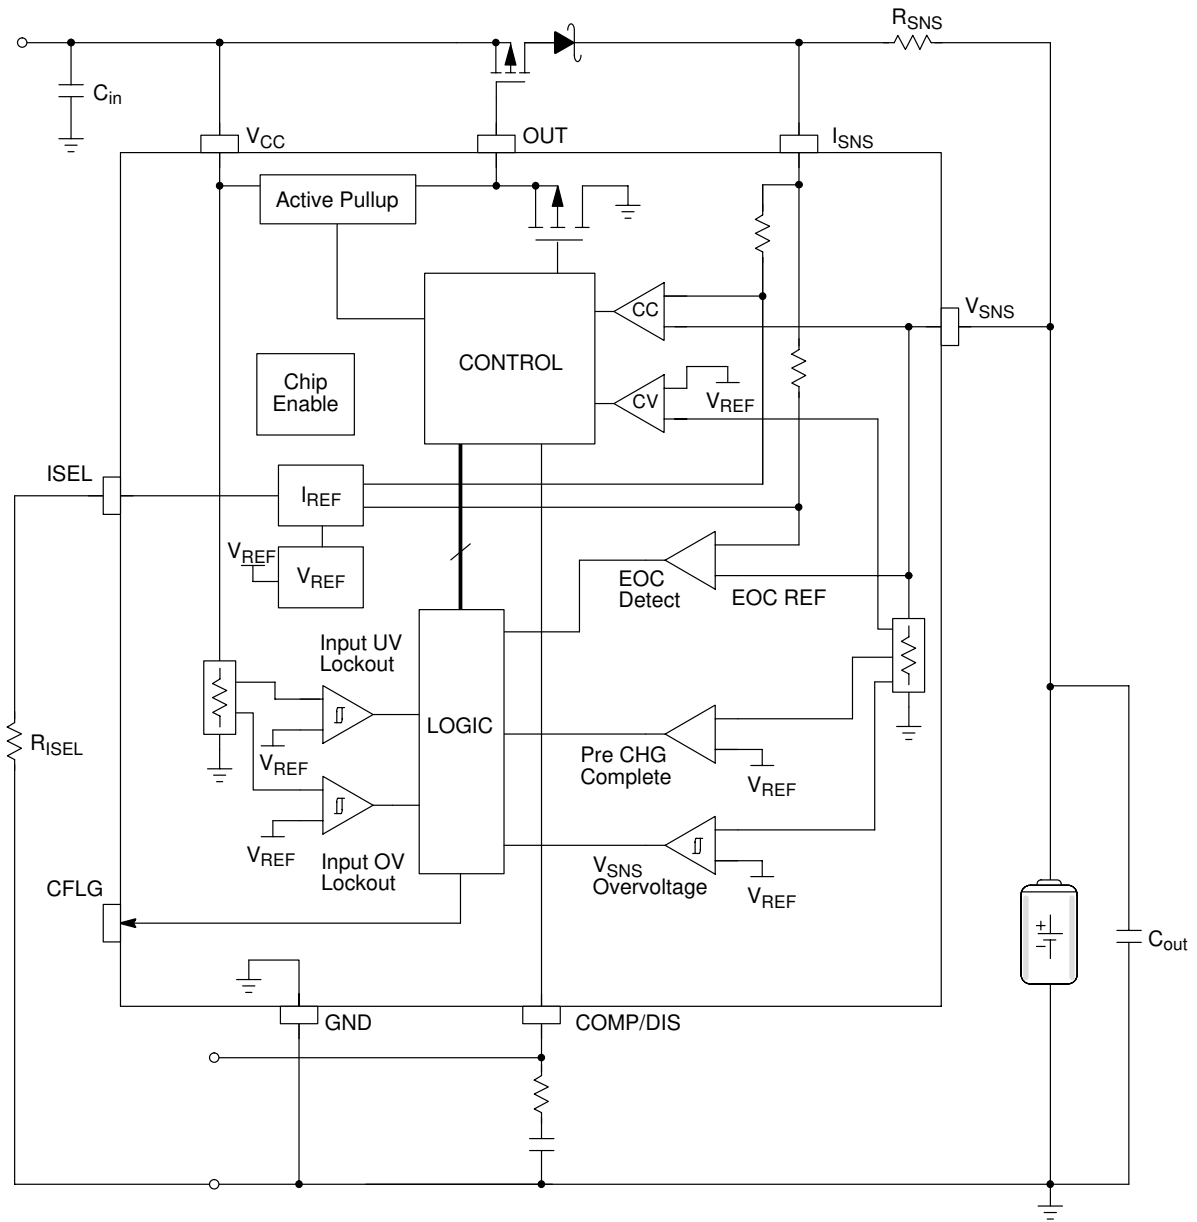 R_SNS
C_in
V_CC
OUT
I_SNS
Active Pullup
CC
V_SNS
CONTROL
Chip
Enable
CV
V_REF
ISEL
I_REF
V_REF
V_REF
EOC
Detect
EOC REF
Input UV
Lockout
LOGIC
R_ISEL
V_REF
Pre CHG
Complete
V_REF
V_REF
Input OV
Lockout
V_SNS
Overvoltage
V_REF
CFLG
+
−
C_out
GND
COMP/DIS